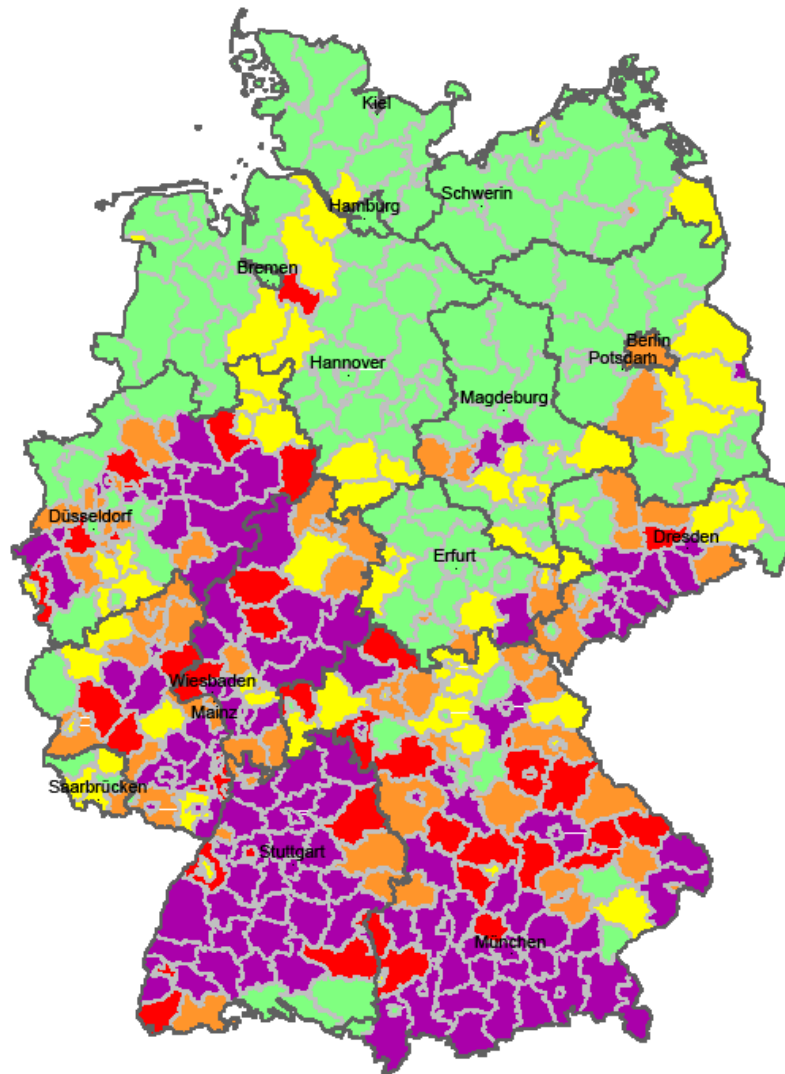 Kiel
Schwerin
Hamburg
Bremen
Berlin
Potsdam
Hannover
Magdeburg
Düsseldorf
Dresden
Erfurt
Wiesbaden
Mainz
Saarbrücken
Stuttgart
München